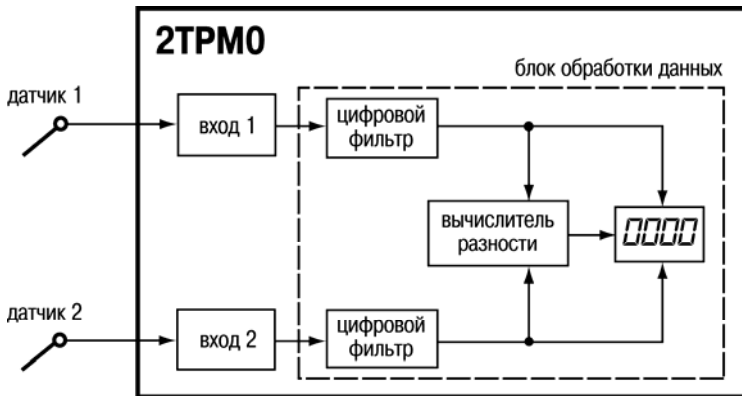 2ТРМ0
блок обработки данных
датчик 1
вход 1
цифровой
фильтр
вычислитель
разности
0000
датчик 2
вход 2
цифровой
фильтр